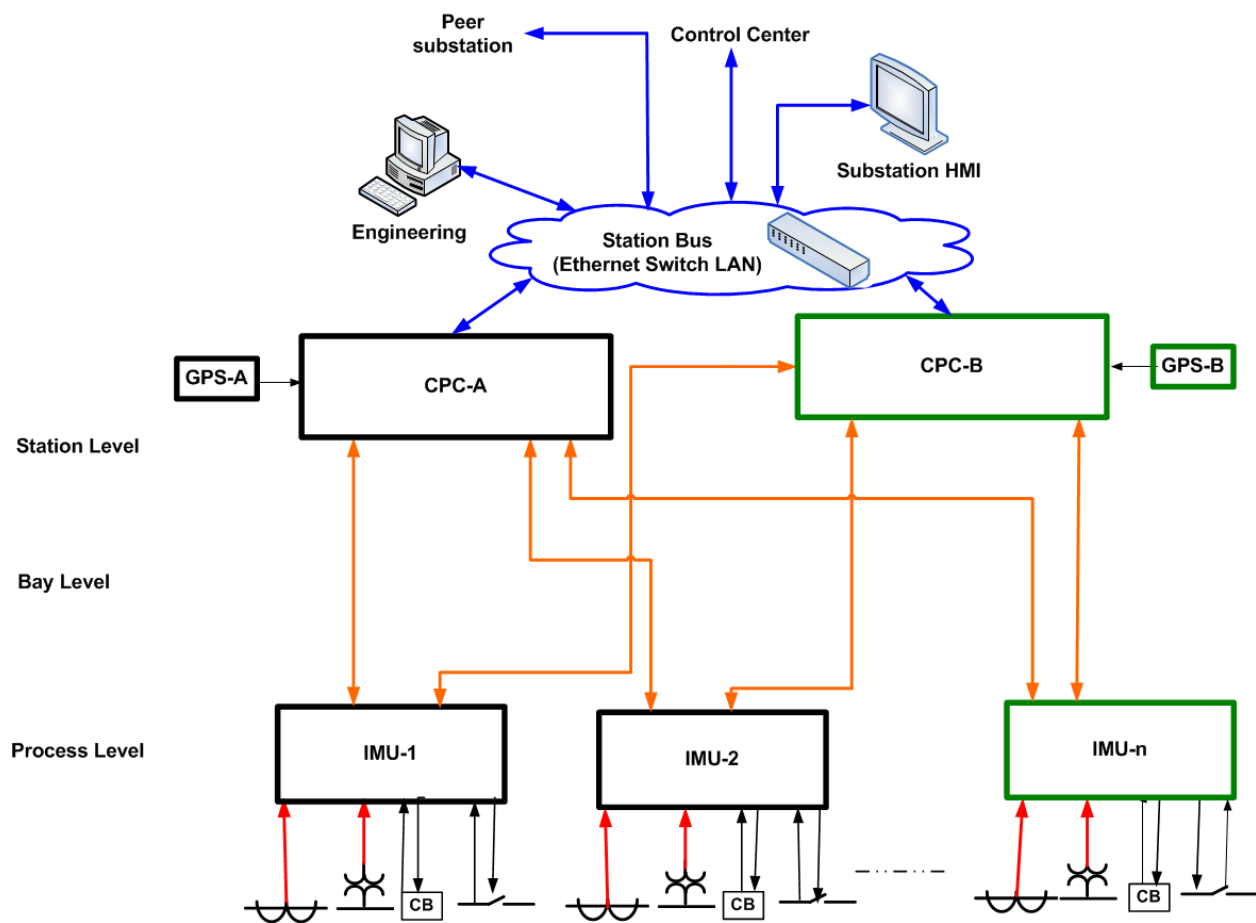 Peer
substation
Control Center
Substation HMI
Engineering
Station Bus
(Ethernet Switch LAN)
GPS-A
CPC-A
CPC-B
GPS-B
Station Level
Bay Level
Process Level
IMU-1
IMU-2
IMU-n
CB
CB
CB